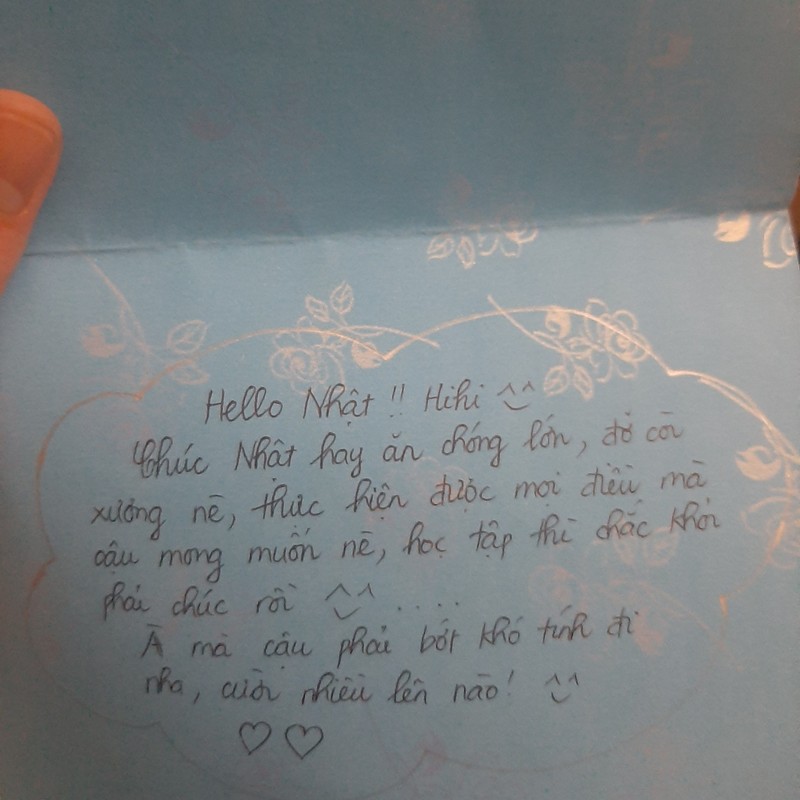 Hello Nhật !! Hihi ^^
Chúc Nhật hay ăn chóng lớn, đỡ còi
xương nè, thực hiện được mọi điều mà
cậu mong muốn nè, học tập thì chắc khỏi
phải chúc rồi ^^ ....
À mà cậu phải bớt khó tính đi
nha, cười nhiều lên nào! ^^
♡ ♡